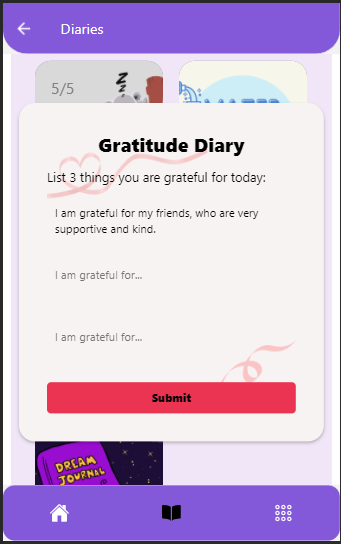 Diaries
5/5
Z
Z
Z
Gratitude Diary
List 3 things you are grateful for today:
I am grateful for my friends, who are very
supportive and kind.
I am grateful for...
I am grateful for...
Submit
DREAM
JOURNAL